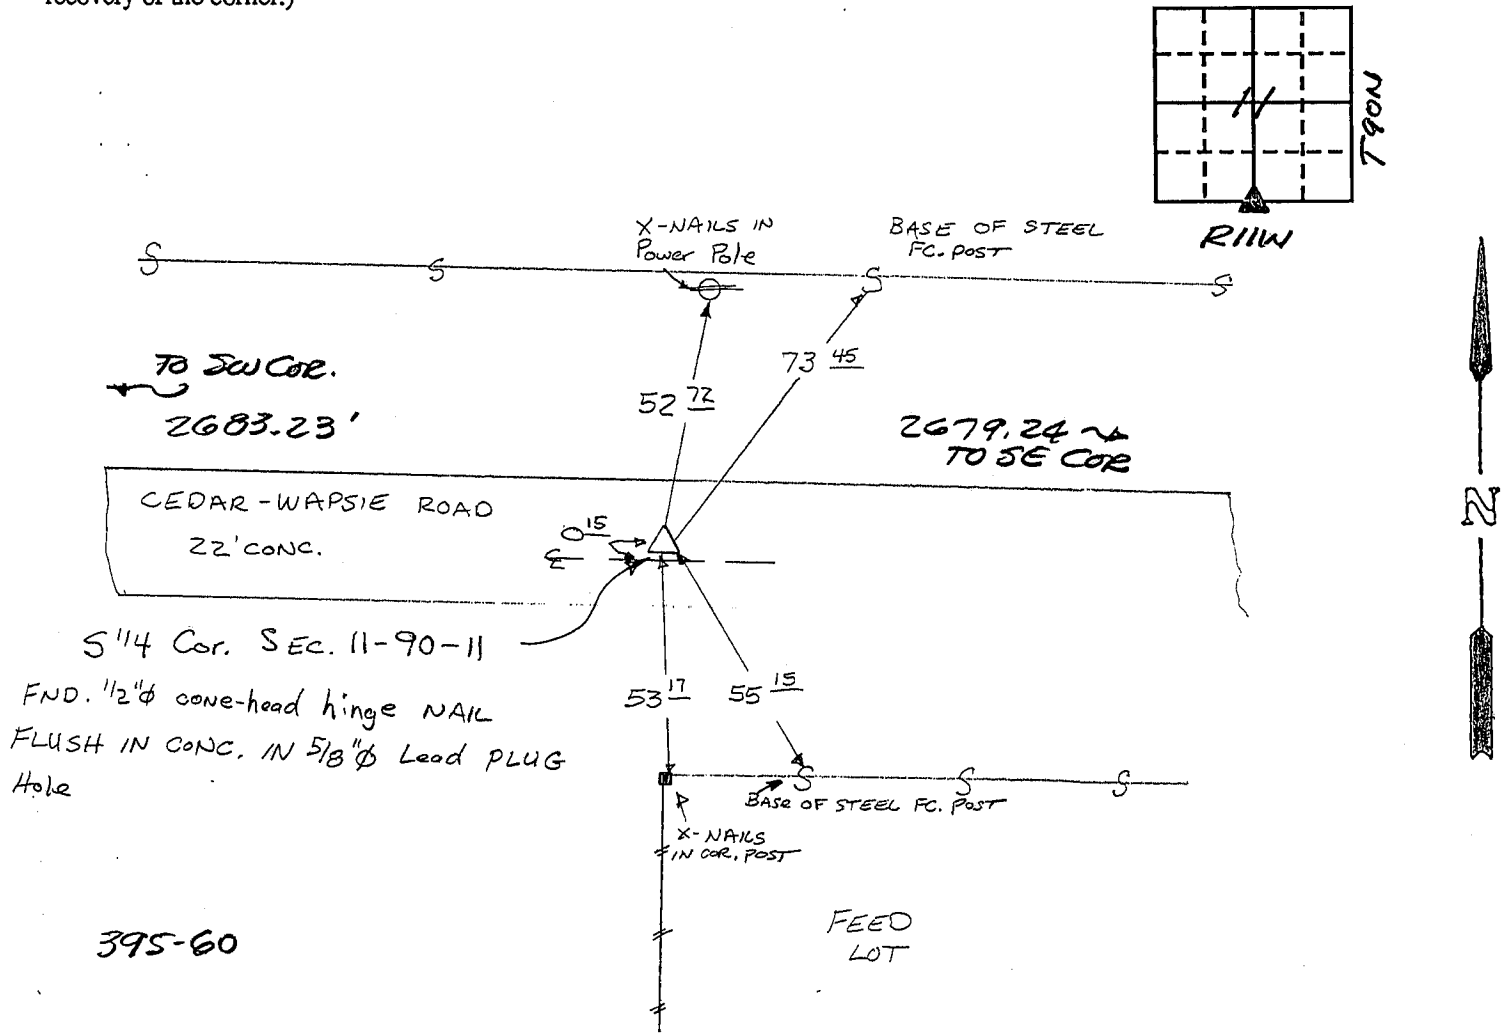 recovery of the corner.)
11
T90N
R11W
X-NAILS IN
Power Pole
BASE OF STEEL
FC. POST
TO SW COR.
2683.23'
52 72
73 45
2679.24
TO SE COR
CEDAR-WAPSIE ROAD
22' CONC.
0 15
℄
N
S 1/4 Cor. SEC. 11-90-11
FND. 1/2"ϕ cone-head hinge NAIL
FLUSH IN CONC. IN 5/8"ϕ Lead PLUG
Hole
53 17
55 15
BASE OF STEEL FC. POST
X-NAILS
IN COR. POST
395-60
FEED
LOT